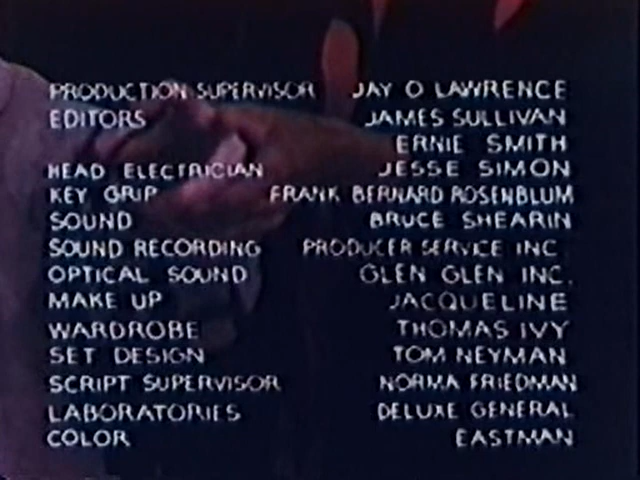 PRODUCTION SUPERVISOR JAY O LAWRENCE
EDITORS JAMES SULLIVAN
ERNIE SMITH
HEAD ELECTRICIAN JESSE SIMON
KEY GRIP FRANK BERNARD ROSENBLUM
SOUND BRUCE SHEARIN
SOUND RECORDING PRODUCER SERVICE INC
OPTICAL SOUND GLEN GLEN INC.
MAKE UP JACQUELINE
WARDROBE THOMAS IVY
SET DESIGN TOM NEYMAN
SCRIPT SUPERVISOR NORMA FRIEDMAN
LABORATORIES DELUXE GENERAL
COLOR EASTMAN